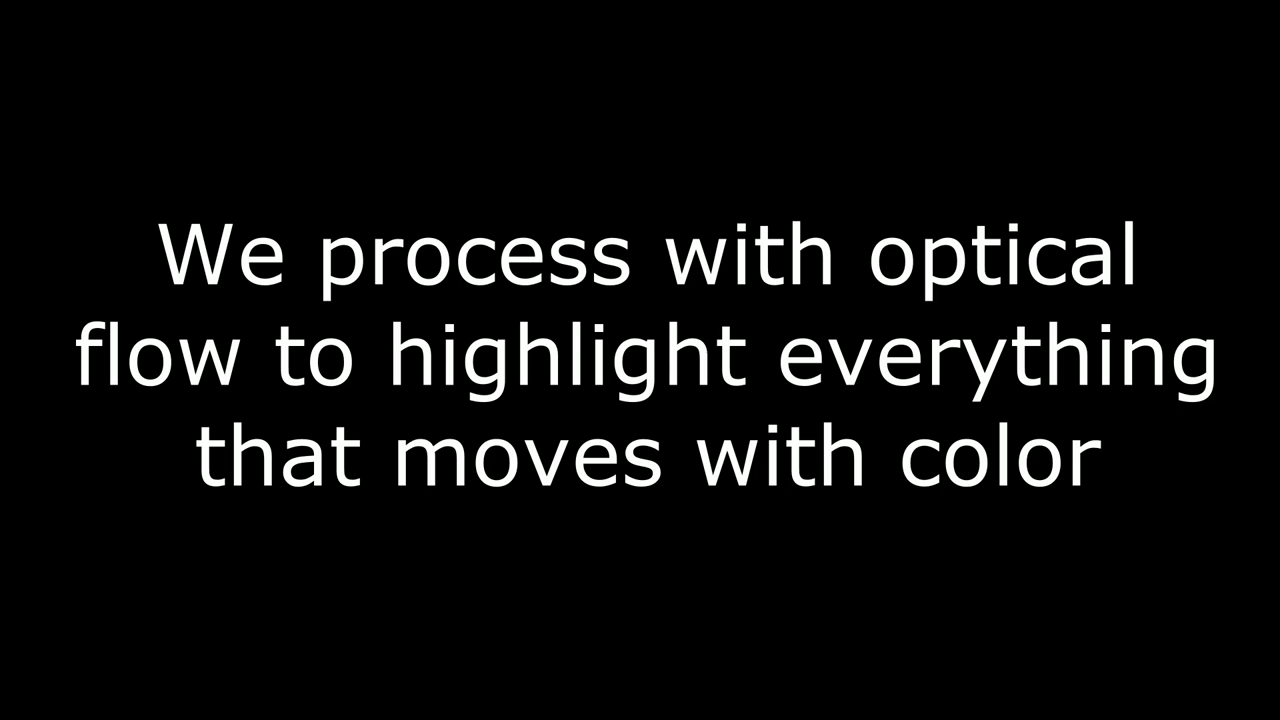 We process with optical
flow to highlight everything
that moves with color